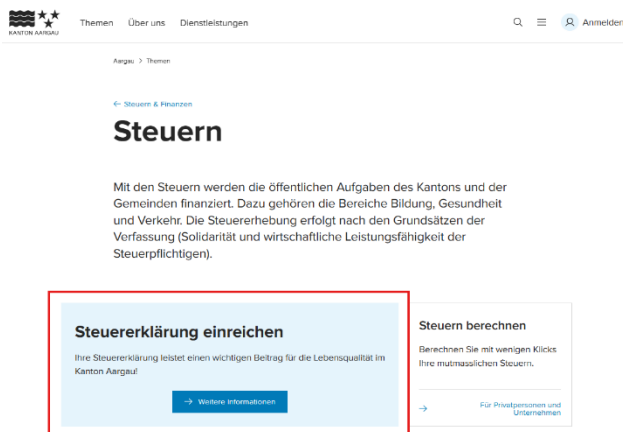 KANTON AARGAU
Themen Über uns Dienstleistungen
Anmelden
Aargau > Themen
← Steuern & Finanzen
Steuern
Mit den Steuern werden die öffentlichen Aufgaben des Kantons und der
Gemeinden finanziert. Dazu gehören die Bereiche Bildung, Gesundheit
und Verkehr. Die Steuererhebung erfolgt nach den Grundsätzen der
Verfassung (Solidarität und wirtschaftliche Leistungsfähigkeit der
Steuerpflichtigen).
Steuererklärung einreichen
Ihre Steuererklärung leistet einen wichtigen Beitrag für die Lebensqualität im
Kanton Aargau!
→ Weitere Informationen
Steuern berechnen
Berechnen Sie mit wenigen Klicks
Ihre mutmasslichen Steuern.
→ Für Privatpersonen und
Unternehmen